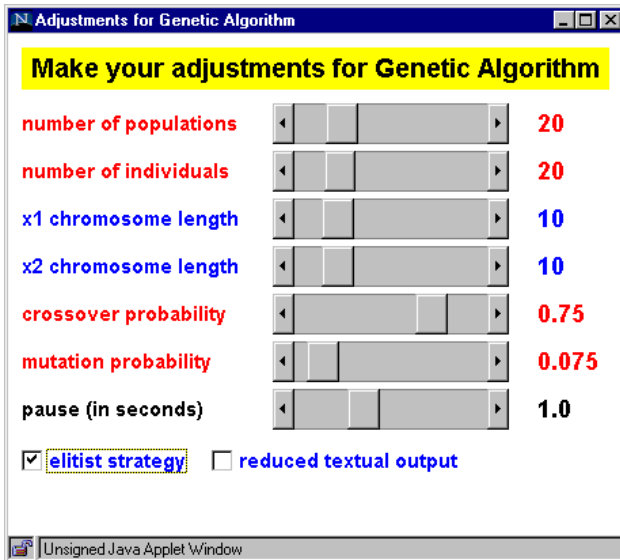 Adjustments for Genetic Algorithm
Make your adjustments for Genetic Algorithm
number of populations 20
number of individuals 20
x1 chromosome length 10
x2 chromosome length 10
crossover probability 0.75
mutation probability 0.075
pause (in seconds) 1.0
elitist strategy reduced textual output
Unsigned Java Applet Window